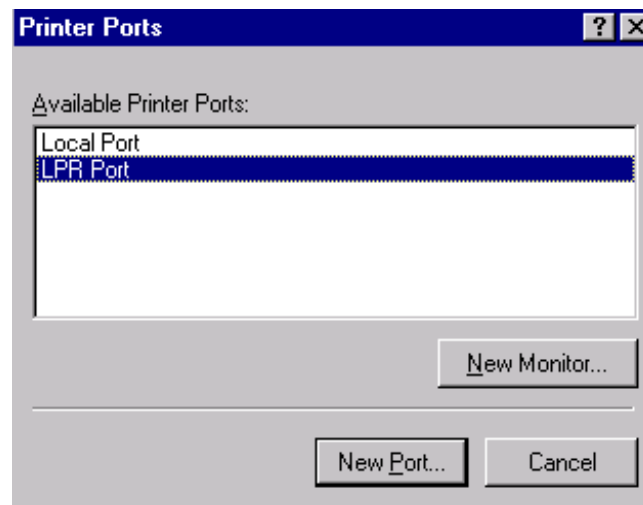 Printer Ports
Available Printer Ports:
Local Port
LPR Port
New Monitor...
New Port...
Cancel